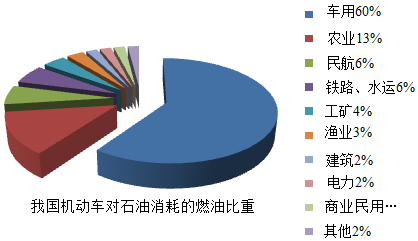 车用60%
农业13%
民航6%
铁路、水运6%
工矿4%
渔业3%
建筑2%
电力2%
商业民用…
其他2%
我国机动车对石油消耗的燃油比重